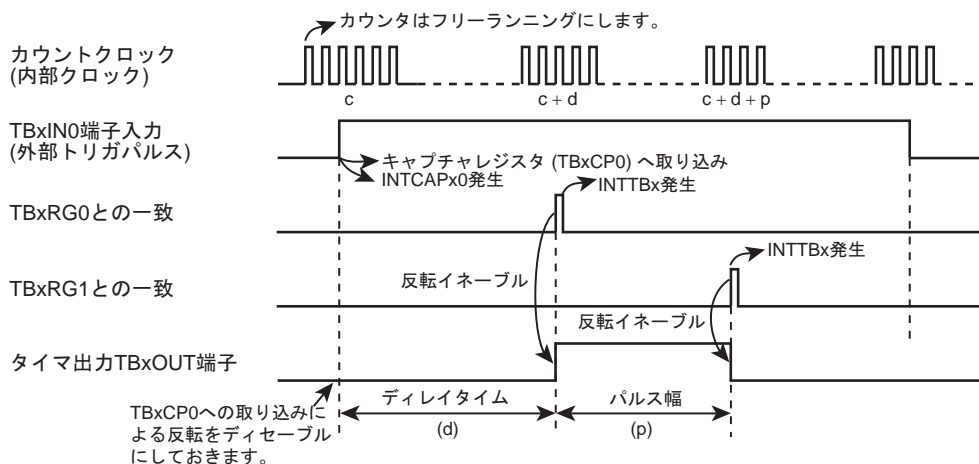 カウンタはフリーランニングにします。
カウントクロック
(内部クロック)
c
c + d
c + d + p
TBxIN0端子入力
(外部トリガパルス)
キャプチャレジスタ (TBxCP0) へ取り込み
INTCAPx0発生
INTTBx発生
TBxRG0との一致
INTTBx発生
反転イネーブル
TBxRG1との一致
反転イネーブル
タイマ出力TBxOUT端子
TBxCP0への取り込みに
よる反転をディセーブル
にしておきます。
ディレイタイム
(d)
パルス幅
(p)